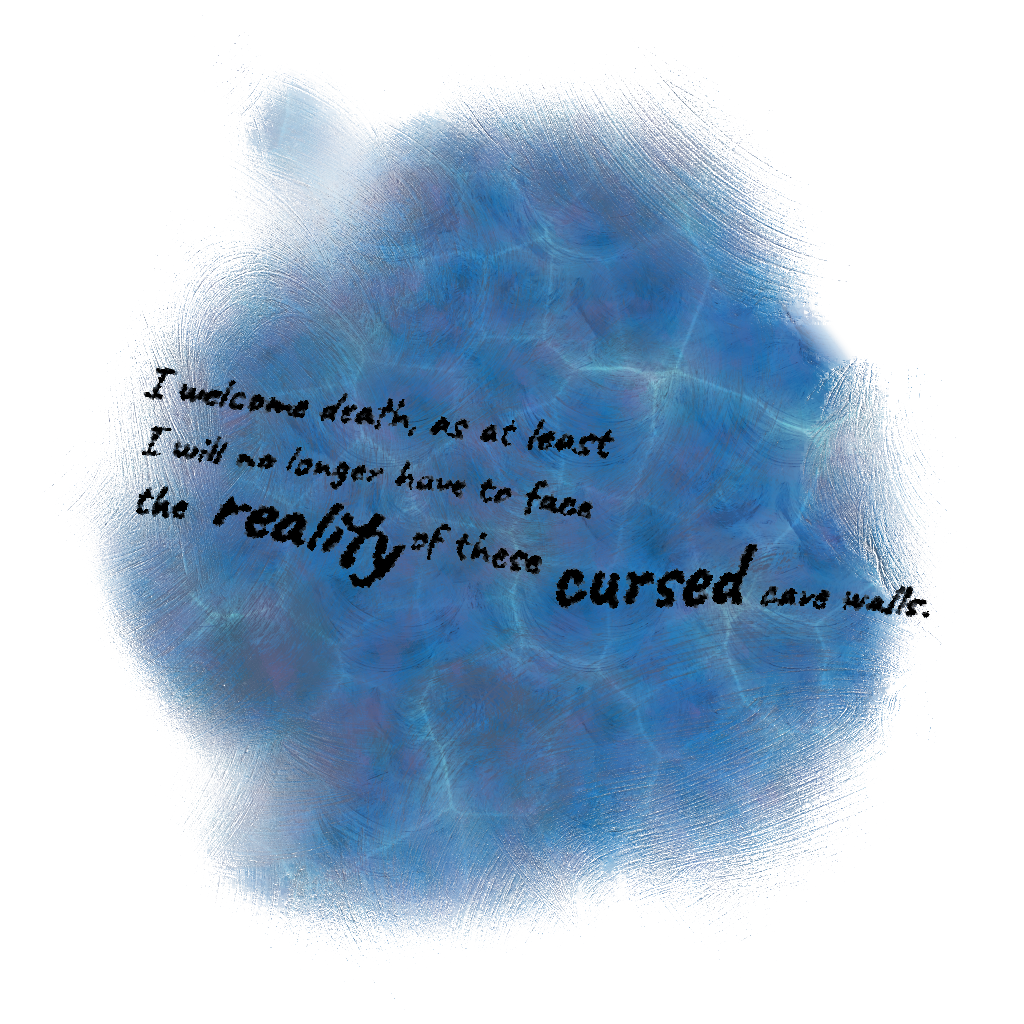 I welcome death, as at least
I will no longer have to face
the reality of these cursed cave walls.